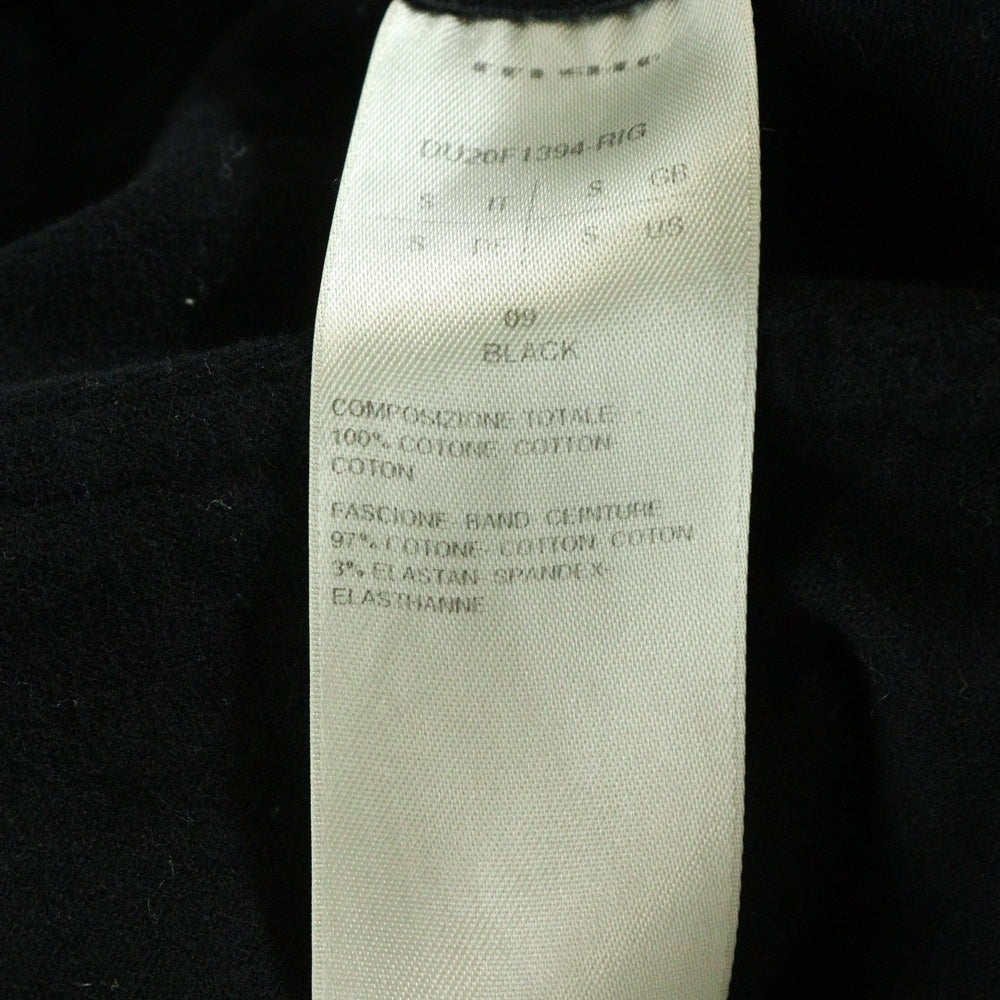 DU20F1394-RIG
S IT S GB
S DE S US
09
BLACK
COMPOSIZIONE TOTALE
100% COTONE COTTON-
COTON
FASCIONE BAND CEINTURE
97% COTONE-COTTON COTON
3% ELASTAN SPANDEX-
ELASTHANNE